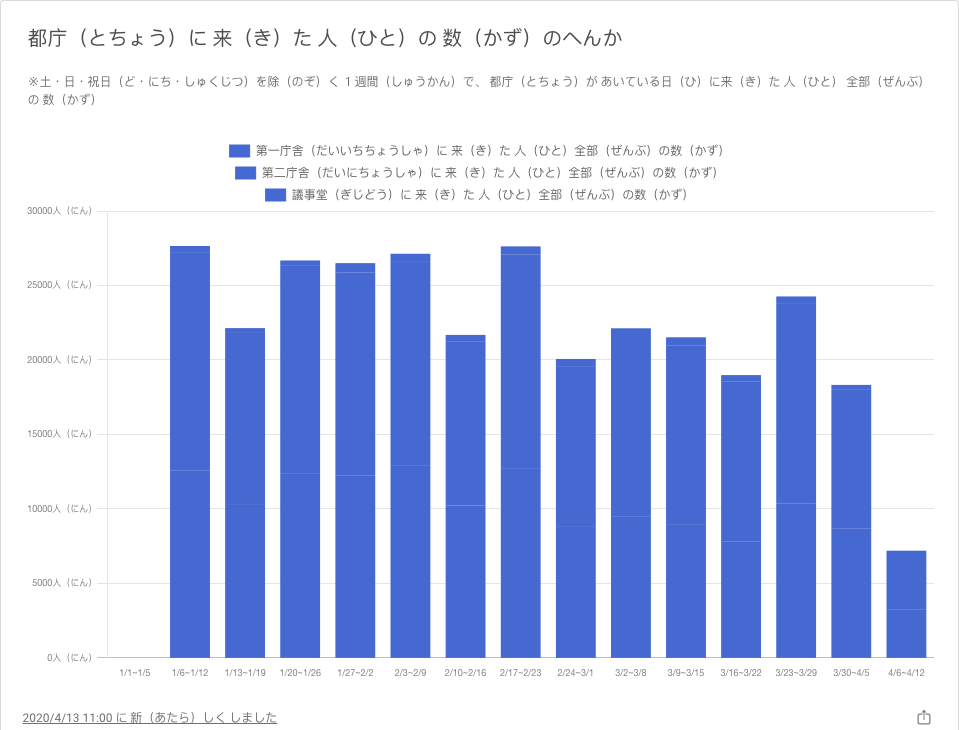 都庁（とちょう）に 来（き）た 人（ひと）の 数（かず）のへんか
※土・日・祝日（ど・にち・しゅくじつ）を除（のぞ）く 1 週間（しゅうかん）で、 都庁（とちょう）が あいている日（ひ）に来（き）た 人（ひと） 全部（ぜんぶ）
の 数（かず）
第一庁舎（だいいちちょうしゃ）に 来（き）た 人（ひと）全部（ぜんぶ）の数（かず）
第二庁舎（だいにちょうしゃ）に 来（き）た 人（ひと）全部（ぜんぶ）の数（かず）
議事堂（ぎじどう）に 来（き）た 人（ひと）全部（ぜんぶ）の数（かず）
30000人（にん）
25000人（にん）
20000人（にん）
15000人（にん）
10000人（にん）
5000人（にん）
0人（にん）
1/1~1/5 1/6~1/12 1/13~1/19 1/20~1/26 1/27~2/2 2/3~2/9 2/10~2/16 2/17~2/23 2/24~3/1 3/2~3/8 3/9~3/15 3/16~3/22 3/23~3/29 3/30~4/5 4/6~4/12
2020/4/13 11:00 に 新（あたら）しく しました